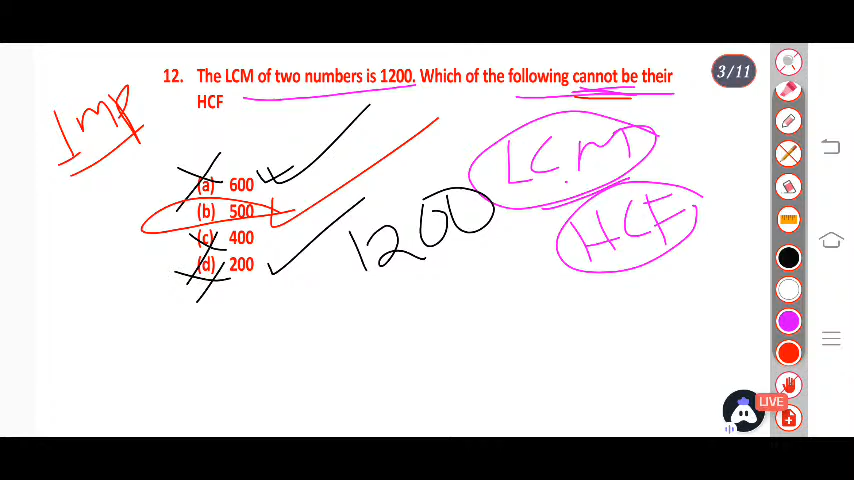 12. The LCM of two numbers is 1200. Which of the following cannot be their
HCF
3/11
Imp
(a) 600
(b) 500
(c) 400
(d) 200
1200
LCM
HCF
LIVE